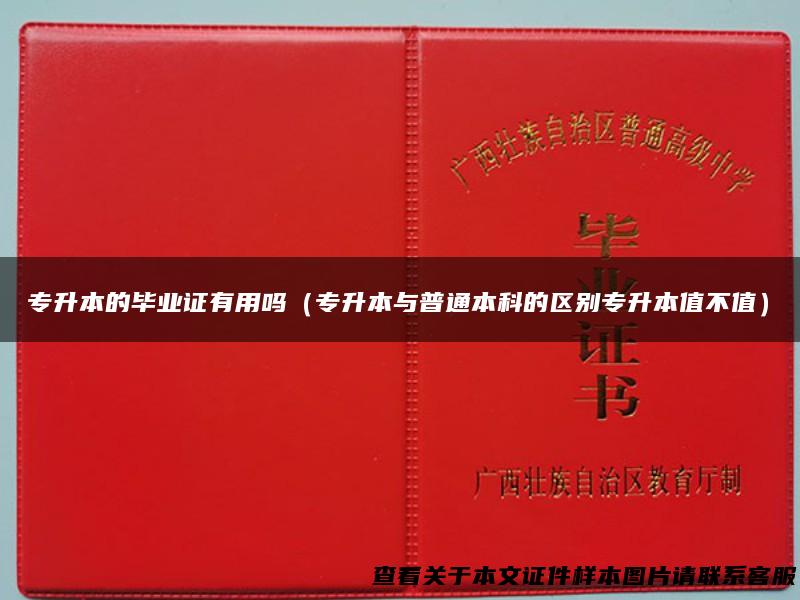 广西壮族自治区普通高级中学
毕业证书
专升本的毕业证有用吗（专升本与普通本科的区别专升本值不值）
广西壮族自治区教育厅制
查看关于本文证件样本图片请联系客服